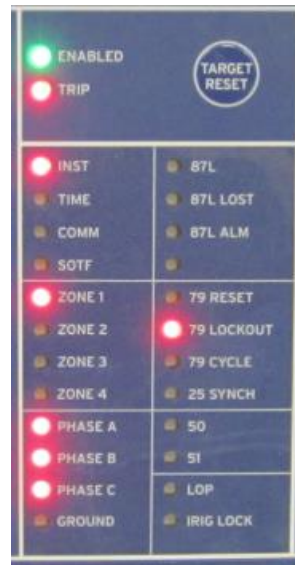 ENABLED
TRIP
TARGET
RESET
INST
TIME
COMM
SOTF
87L
87L LOST
87L ALM
ZONE 1
ZONE 2
ZONE 3
ZONE 4
79 RESET
79 LOCKOUT
79 CYCLE
25 SYNCH
PHASE A
PHASE B
PHASE C
GROUND
50
51
LOP
IRIG LOCK